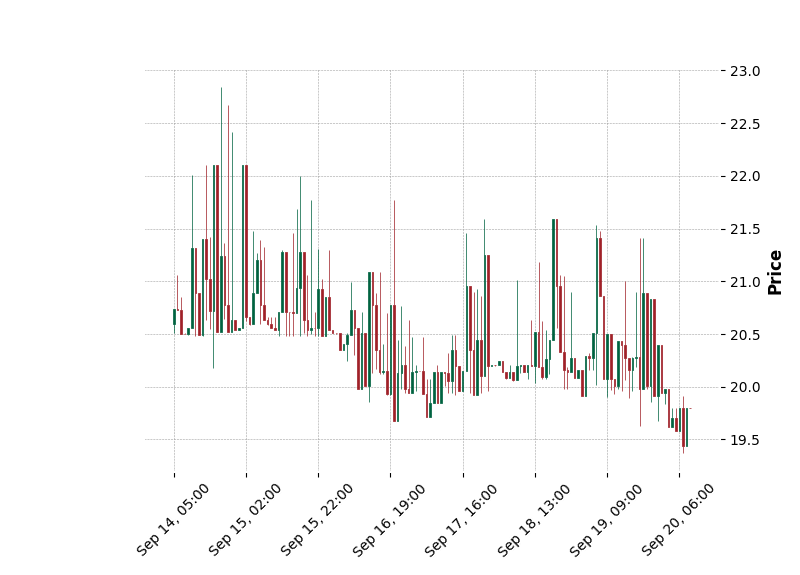 23.0
22.5
22.0
21.5
21.0
20.5
20.0
19.5
Price
Sep 14, 05:00
Sep 15, 02:00
Sep 15, 22:00
Sep 16, 19:00
Sep 17, 16:00
Sep 18, 13:00
Sep 19, 09:00
Sep 20, 06:00